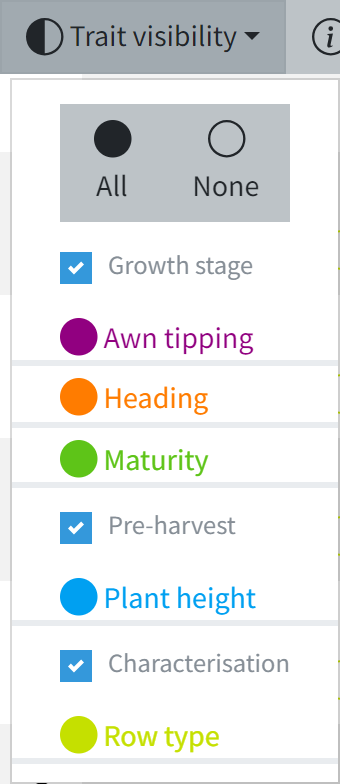 Trait visibility
i
All
None
Growth stage
Awn tipping
Heading
Maturity
Pre-harvest
Plant height
Characterisation
Row type